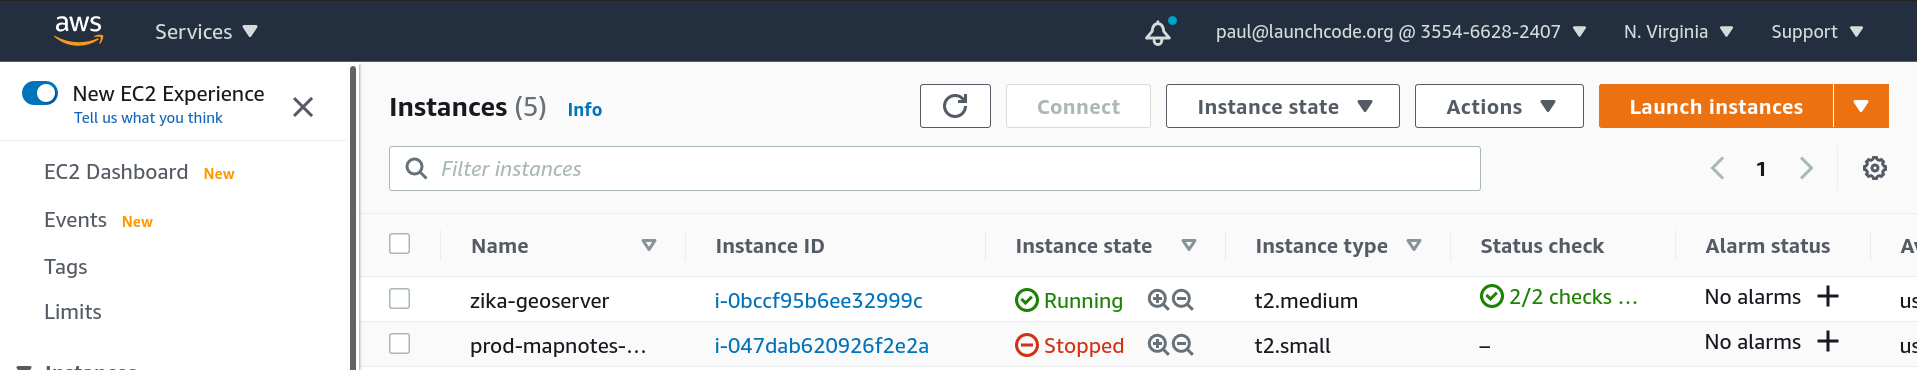 aws Services paul@launchcode.org @ 3554-6628-2407 N. Virginia Support
New EC2 Experience
Tell us what you think
EC2 Dashboard New
Events New
Tags
Limits
Instances
Instances (5) Info Connect Instance state Actions Launch instances
Filter instances 1
Name Instance ID Instance state Instance type Status check Alarm status
zika-geoserver i-0bccf95b6ee32999c Running t2.medium 2/2 checks ... No alarms us
prod-mapnotes-... i-047dab620926f2e2a Stopped t2.small – No alarms us